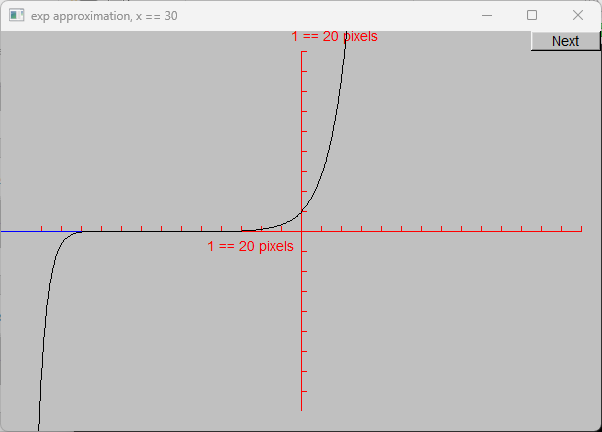 exp approximation, x == 30
1 == 20 pixels
Next
1 == 20 pixels